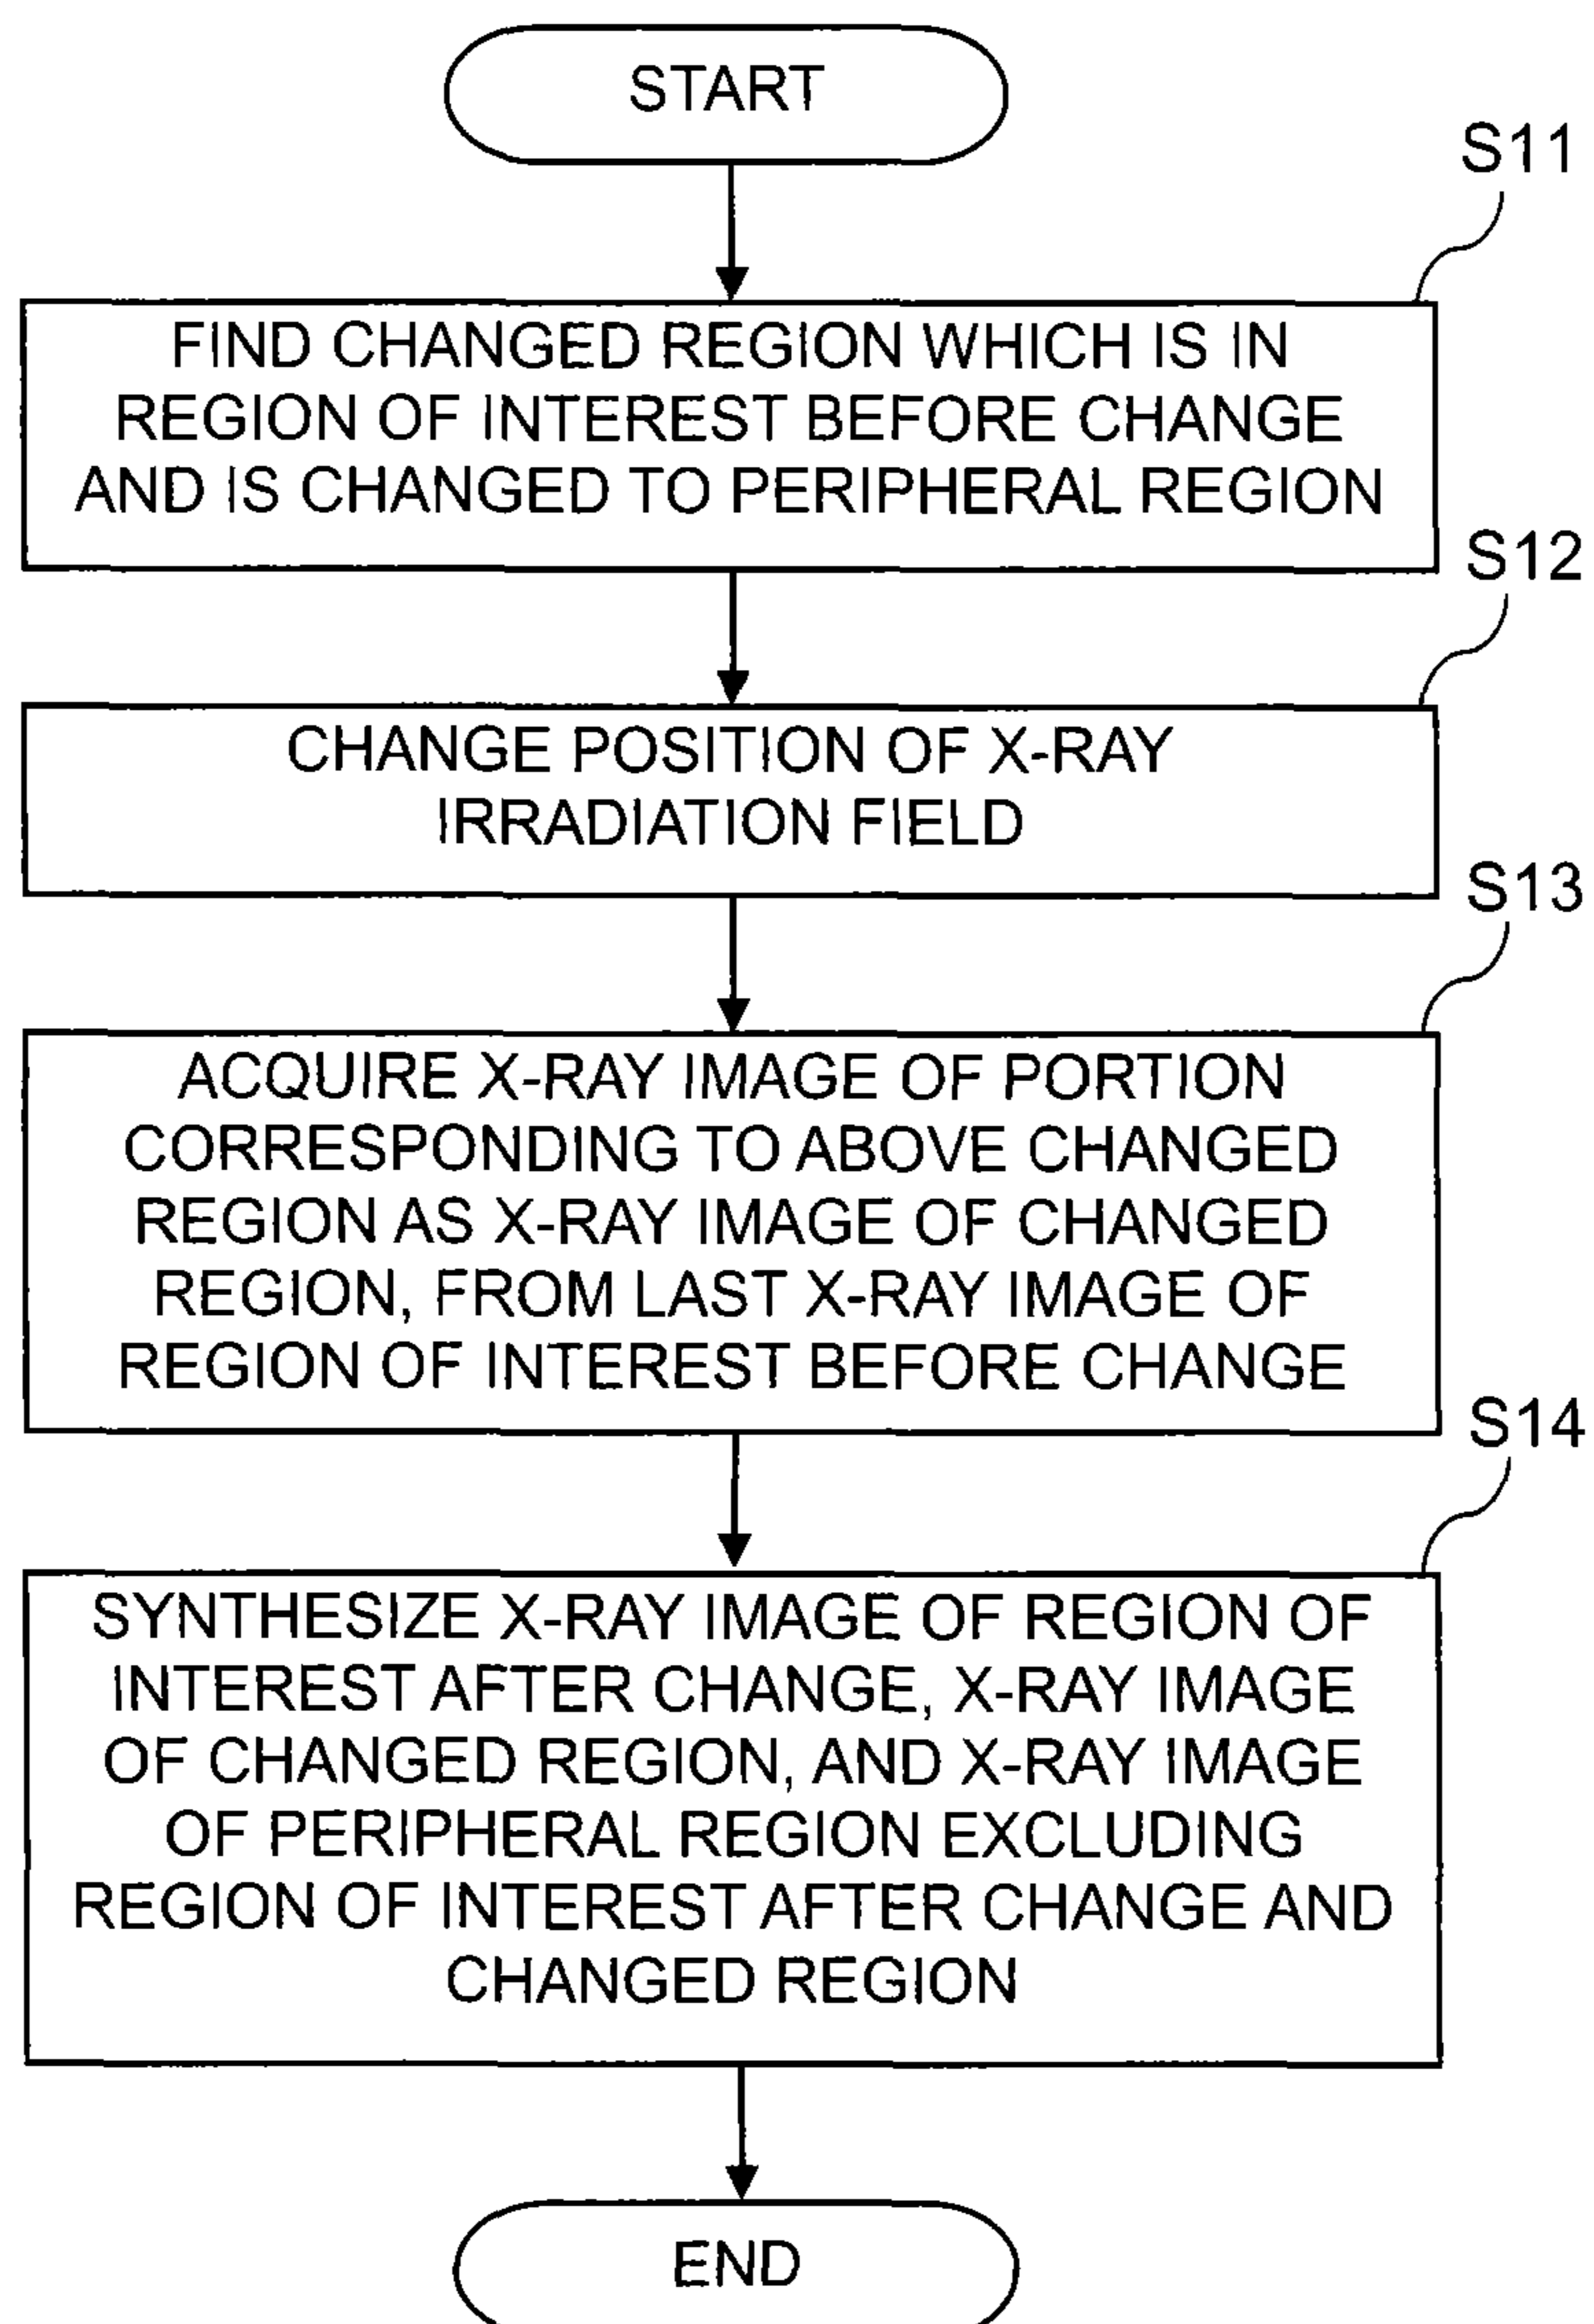 START
S11
FIND CHANGED REGION WHICH IS IN
REGION OF INTEREST BEFORE CHANGE
AND IS CHANGED TO PERIPHERAL REGION
S12
CHANGE POSITION OF X-RAY
IRRADIATION FIELD
S13
ACQUIRE X-RAY IMAGE OF PORTION
CORRESPONDING TO ABOVE CHANGED
REGION AS X-RAY IMAGE OF CHANGED
REGION, FROM LAST X-RAY IMAGE OF
REGION OF INTEREST BEFORE CHANGE
S14
SYNTHESIZE X-RAY IMAGE OF REGION OF
INTEREST AFTER CHANGE, X-RAY IMAGE
OF CHANGED REGION, AND X-RAY IMAGE
OF PERIPHERAL REGION EXCLUDING
REGION OF INTEREST AFTER CHANGE AND
CHANGED REGION
END